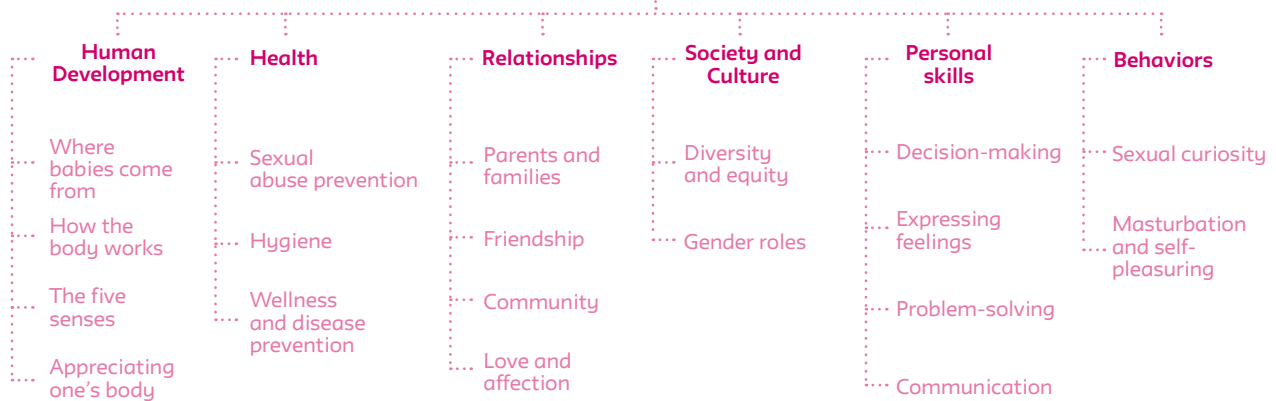 Human
Development
Where
babies come
from
How the
body works
The five
senses
Appreciating
one's body
Health
Sexual
abuse prevention
Hygiene
Wellness
and disease
prevention
Relationships
Parents and
families
Friendship
Community
Love and
affection
Society and
Culture
Diversity
and equity
Gender roles
Personal
skills
Decision-making
Expressing
feelings
Problem-solving
Communication
Behaviors
Sexual curiosity
Masturbation
and self-
pleasuring